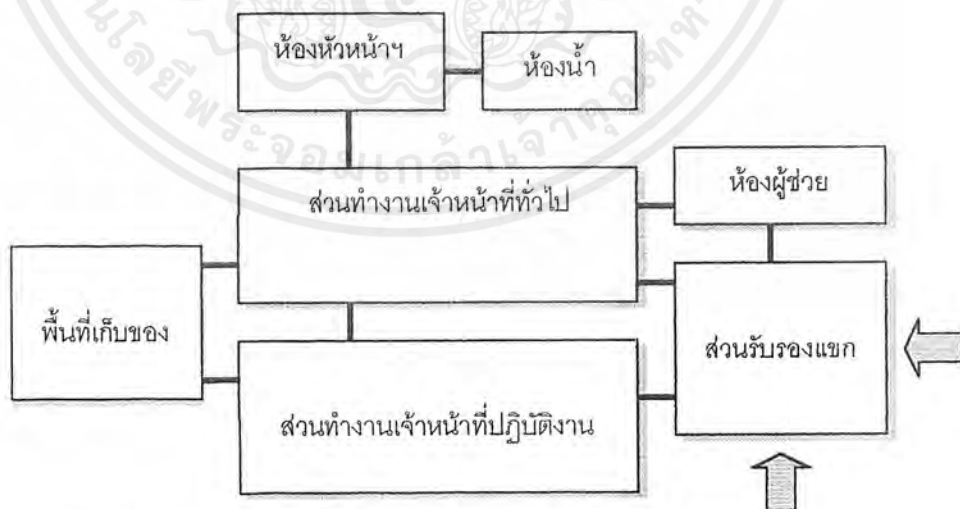 ห้องหัวหน้าฯ
ห้องน้ำ
ส่วนทำงานเจ้าหน้าที่ทั่วไป
ห้องผู้ช่วย
พื้นที่เก็บของ
ส่วนรับรองแขก
ส่วนทำงานเจ้าหน้าที่ปฏิบัติงาน